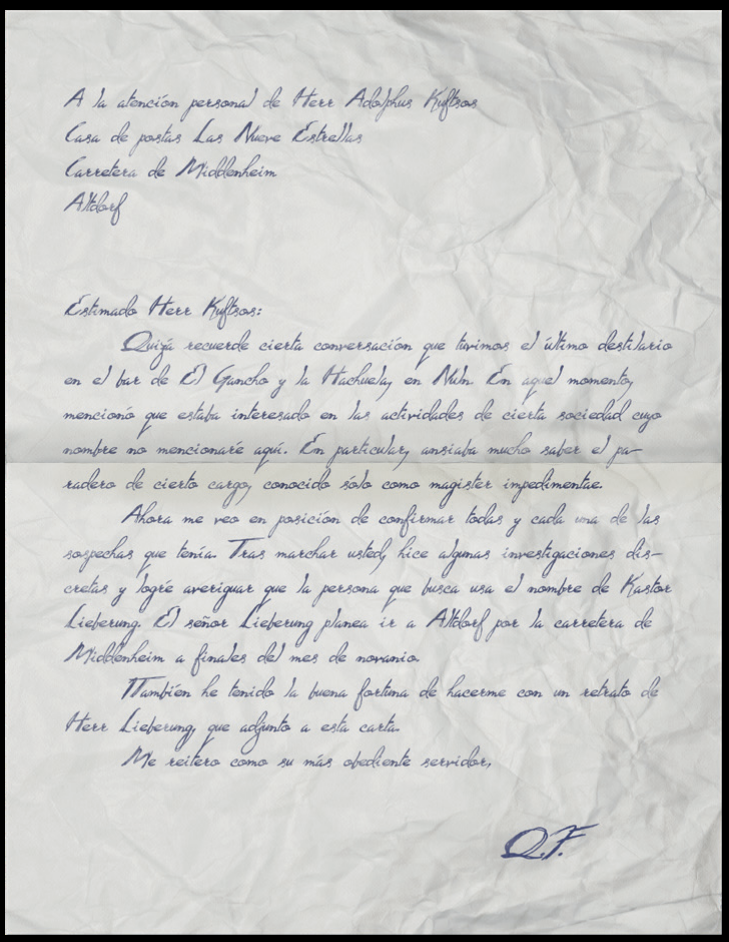 A la atención personal de Herr Adolphus Kuftsos
Casa de postas Las Nueve Estrellas
Carretera de Middenheim
Altdorf
Estimado Herr Kuftsos:
Quizá recuerde cierta conversación que tuvimos el último destilario
en el bar de El Gancho y la Hachuela, en Nuln. En aquel momento,
mencionó que estaba interesado en las actividades de cierta sociedad cuyo
nombre no mencionaré aquí. En particular, ansiaba mucho saber el pa-
radero de cierto cargo, conocido sólo como magister impedimentae.
Ahora me veo en posición de confirmar todas y cada una de las
sospechas que tenía. Tras marchar usted, hice algunas investigaciones dis-
cretas y logré averiguar que la persona que busca usa el nombre de Kastor
Lieberung. El señor Lieberung planea ir a Altdorf por la carretera de
Middenheim a finales del mes de novanio.
TTambién he tenido la buena fortuna de hacerme con un retrato de
Herr Lieberung, que adjunto a esta carta.
Me reitero como su más obediente servidor,
Q.F.